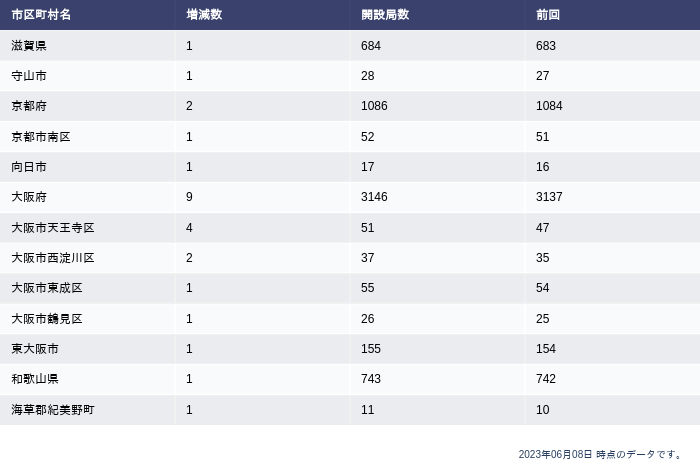 市区町村名 増減数 開設局数 前回
滋賀県 1 684 683
守山市 1 28 27
京都府 2 1086 1084
京都市南区 1 52 51
向日市 1 17 16
大阪府 9 3146 3137
大阪市天王寺区 4 51 47
大阪市西淀川区 2 37 35
大阪市東成区 1 55 54
大阪市鶴見区 1 26 25
東大阪市 1 155 154
和歌山県 1 743 742
海草郡紀美野町 1 11 10
2023年06月08日 時点のデータです。